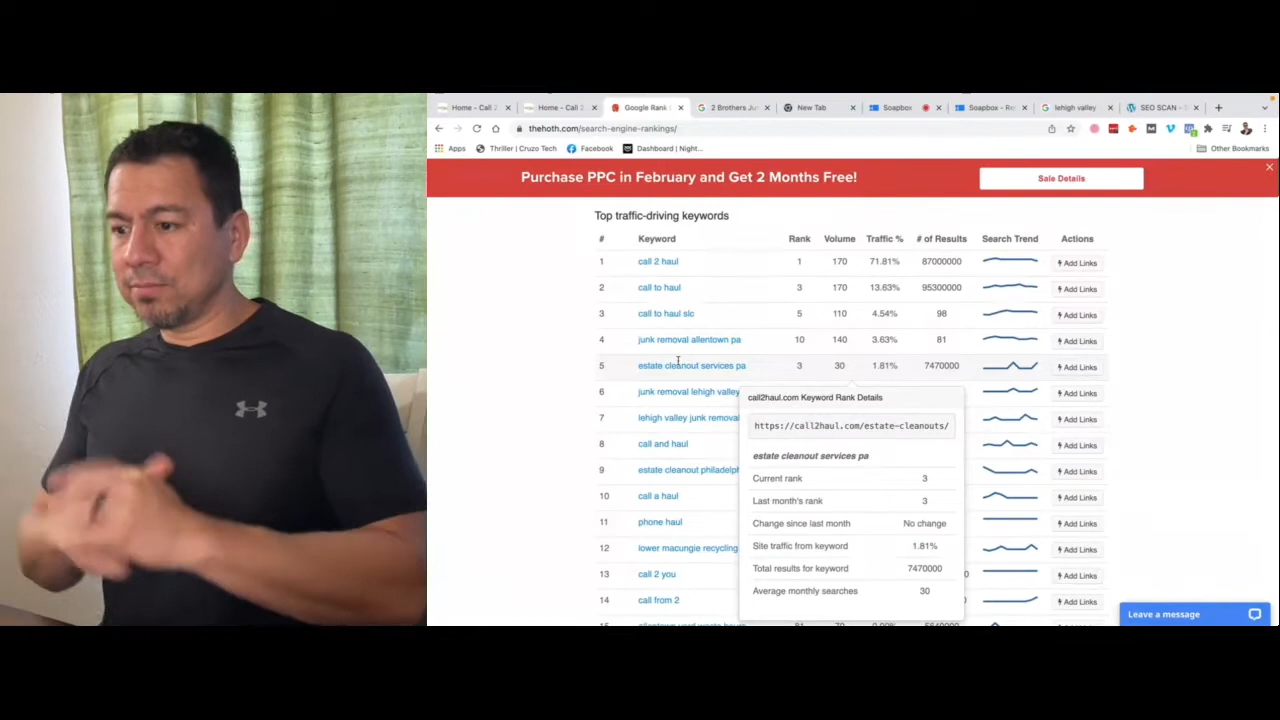 Home - Call 2
Home - Call 2
Google Rank
2 Brothers Ju
New Tab
Soapbox
Soapbox - Re
lehigh valley
SEO SCAN -
thehoth.com/search-engine-rankings/
Apps
Thriller | Cruzo Tech
Facebook
Dashboard | Night...
Other Bookmarks
Purchase PPC in February and Get 2 Months Free!
Sale Details
Top traffic-driving keywords
# Keyword Rank Volume Traffic % # of Results Search Trend Actions
1 call 2 haul 1 170 71.81% 87000000 Add Links
2 call to haul 3 170 13.63% 95300000 Add Links
3 call to haul slc 5 110 4.54% 98 Add Links
4 junk removal allentown pa 10 140 3.63% 81 Add Links
5 estate cleanout services pa 3 30 1.81% 7470000 Add Links
6 junk removal lehigh valley Add Links
7 lehigh valley junk removal Add Links
8 call and haul Add Links
9 estate cleanout philadelph Add Links
10 call a haul Add Links
11 phone haul Add Links
12 lower macungie recycling Add Links
13 call 2 you 0 Add Links
14 call from 2 Add Links
call2haul.com Keyword Rank Details
https://call2haul.com/estate-cleanouts/
estate cleanout services pa
Current rank 3
Last month's rank 3
Change since last month No change
Site traffic from keyword 1.81%
Total results for keyword 7470000
Average monthly searches 30
Leave a message